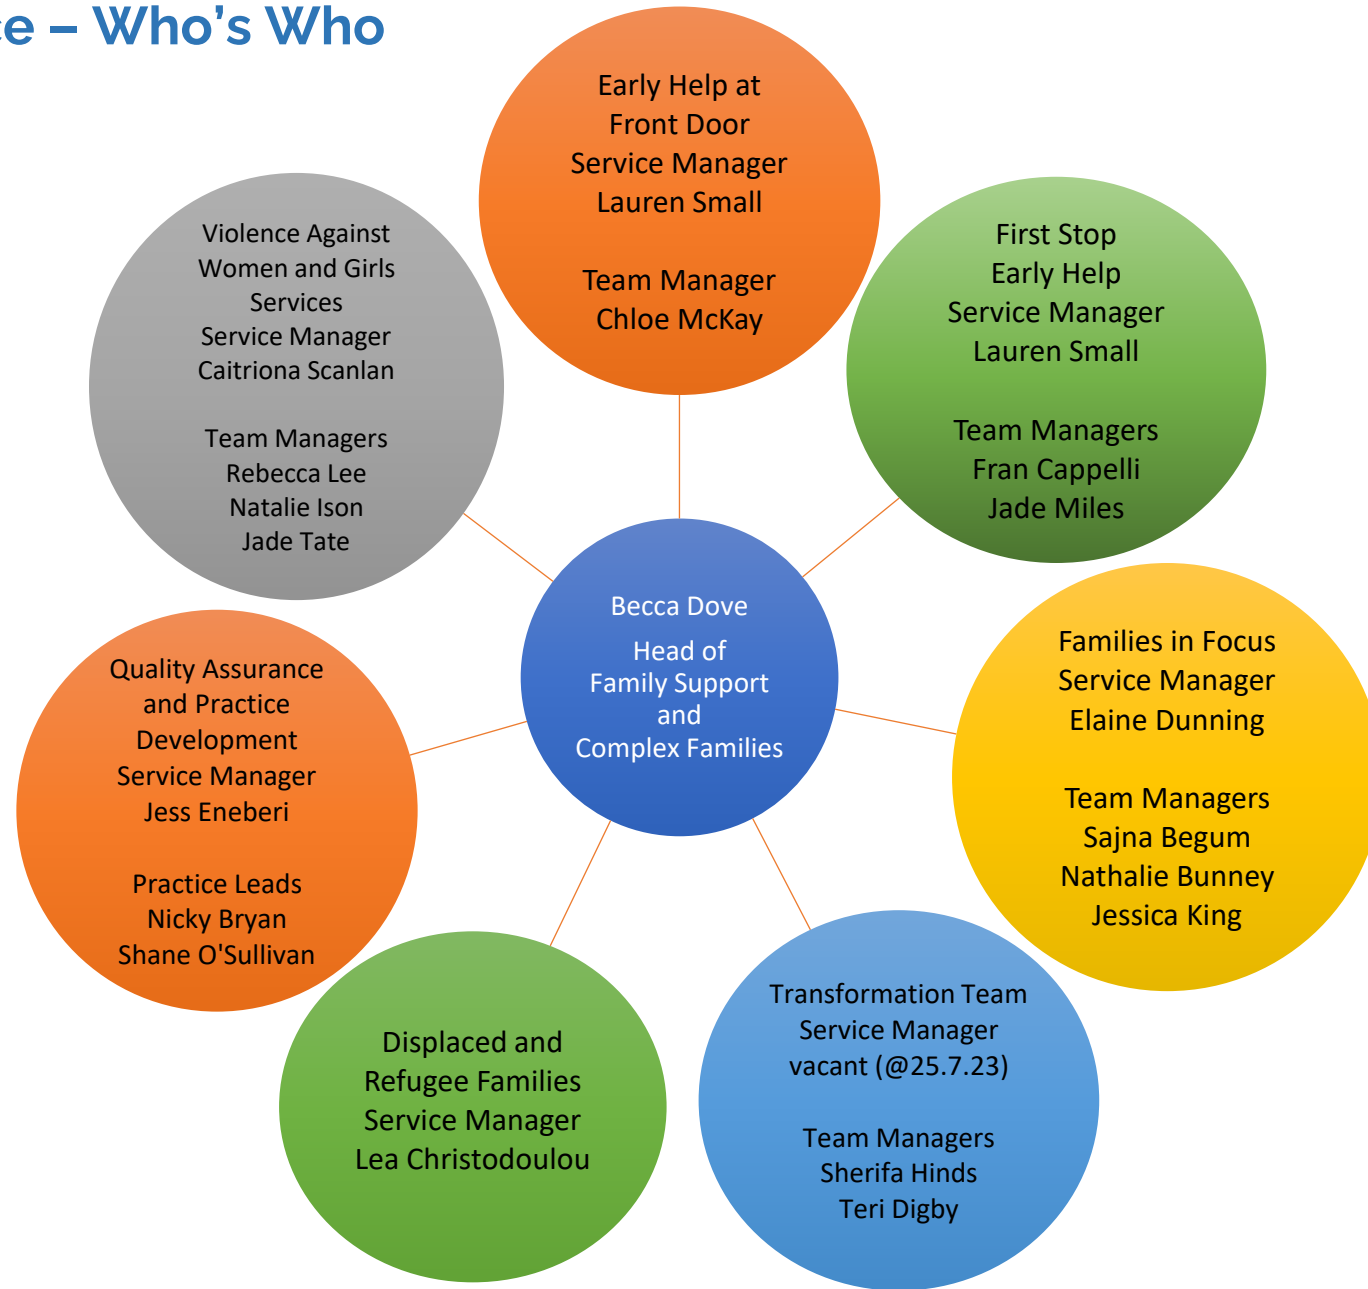 – Who's Who
Early Help at
Front Door
Service Manager
Lauren Small
Team Manager
Chloe McKay
First Stop
Early Help
Service Manager
Lauren Small
Team Managers
Fran Cappelli
Jade Miles
Families in Focus
Service Manager
Elaine Dunning
Team Managers
Sajna Begum
Nathalie Bunney
Jessica King
Transformation Team
Service Manager
vacant (@25.7.23)
Team Managers
Sherifa Hinds
Teri Digby
Displaced and
Refugee Families
Service Manager
Lea Christodoulou
Quality Assurance
and Practice
Development
Service Manager
Jess Eneberi
Practice Leads
Nicky Bryan
Shane O'Sullivan
Violence Against
Women and Girls
Services
Service Manager
Caitriona Scanlan
Team Managers
Rebecca Lee
Natalie Ison
Jade Tate
Becca Dove
Head of
Family Support
and
Complex Families